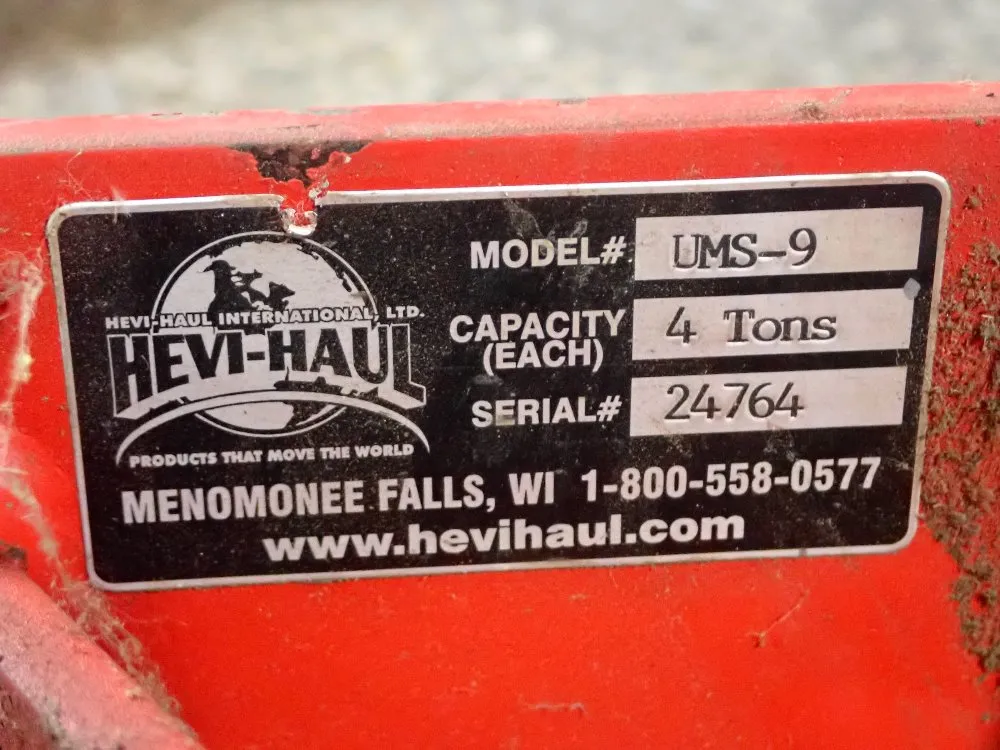 HEVI-HAUL INTERNATIONAL, LTD.
HEVI-HAUL
PRODUCTS THAT MOVE THE WORLD
MODEL# UMS-9
CAPACITY (EACH) 4 Tons
SERIAL# 24764
MENOMONEE FALLS, WI 1-800-558-0577
www.hevihaul.com